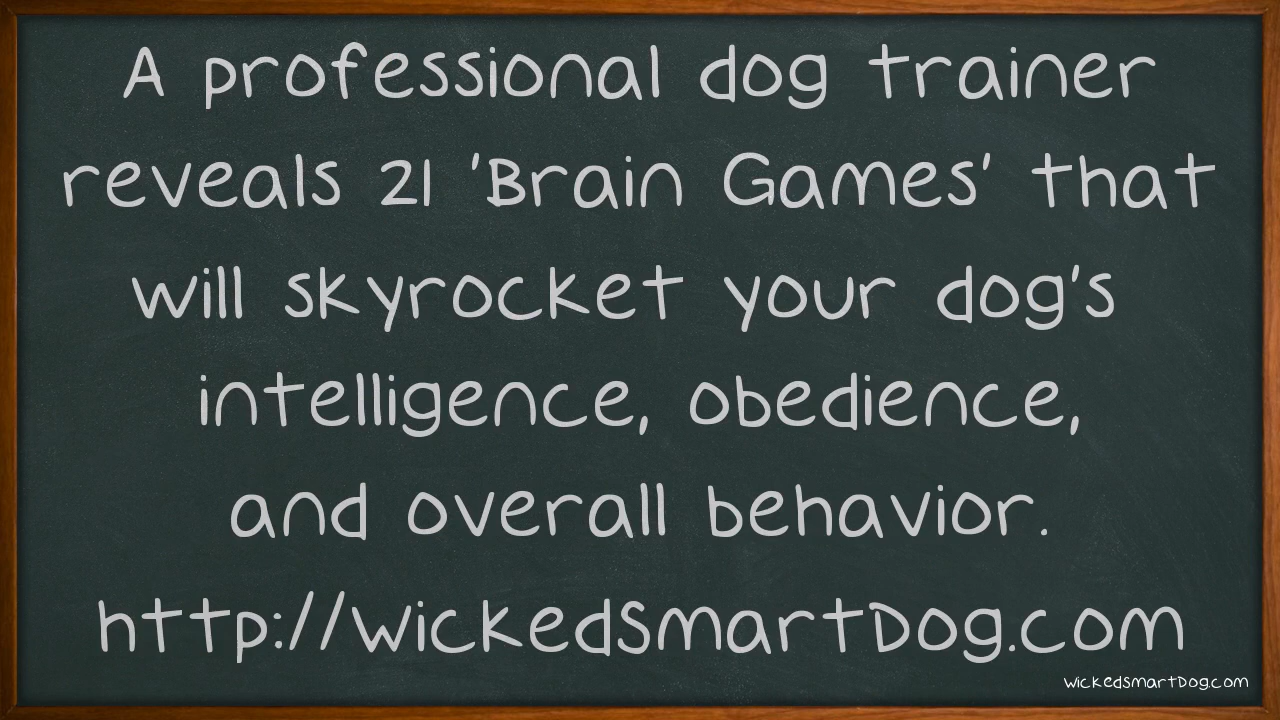 A professional dog trainer
reveals 21 'Brain Games' that
will skyrocket your dog's
intelligence, obedience,
and overall behavior.
http://WickedSmartDog.com
WickedSmartDog.com